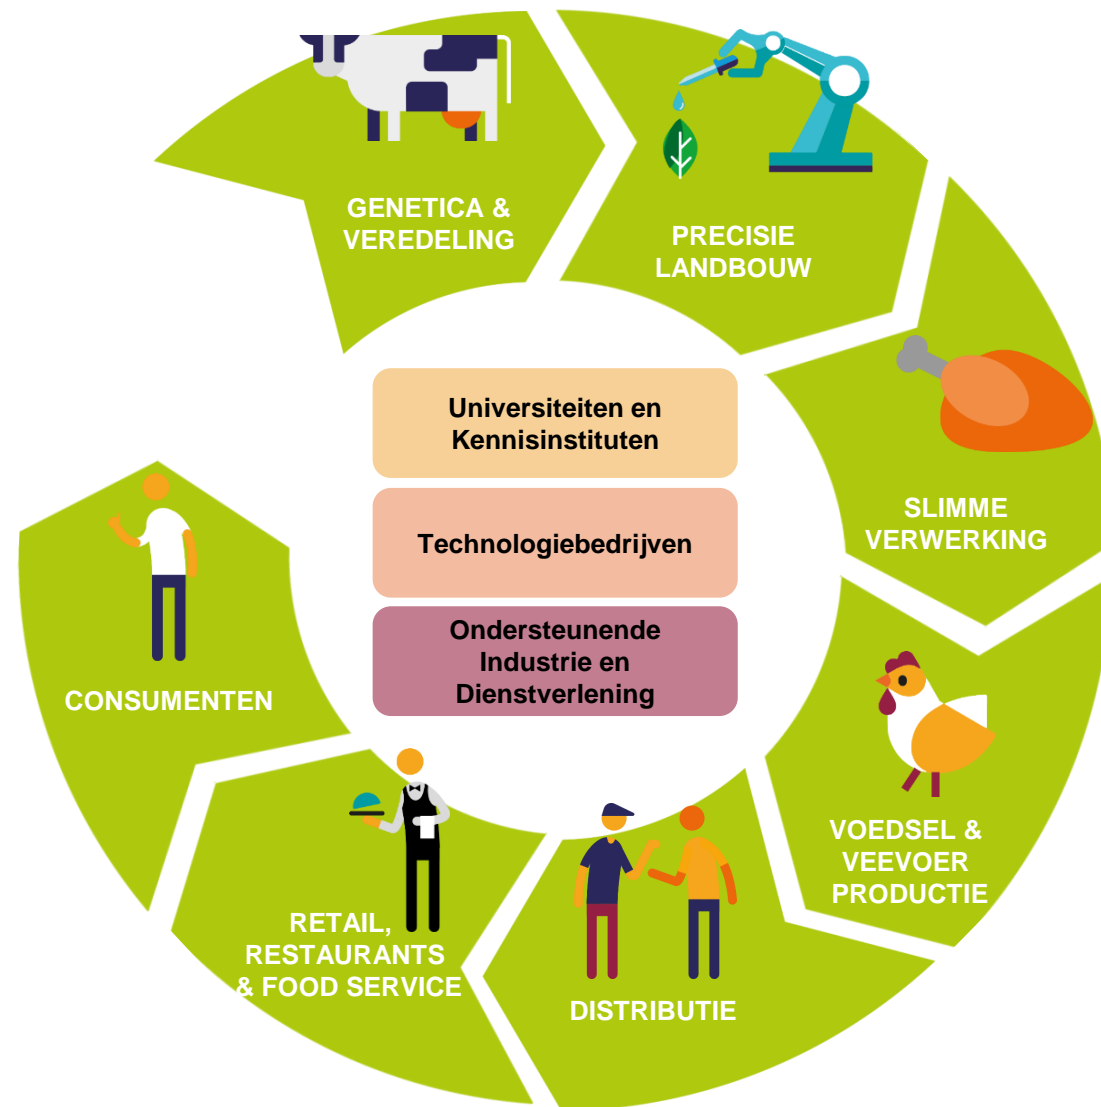 GENETICA &
VEREDELING
PRECISIE
LANDBOUW
SLIMME
VERWERKING
VOEDSEL &
VEEVOER
PRODUCTIE
DISTRIBUTIE
RETAIL,
RESTAURANTS
& FOOD SERVICE
CONSUMENTEN
Universiteiten en
Kennisinstituten
Technologiebedrijven
Ondersteunende
Industrie en
Dienstverlening